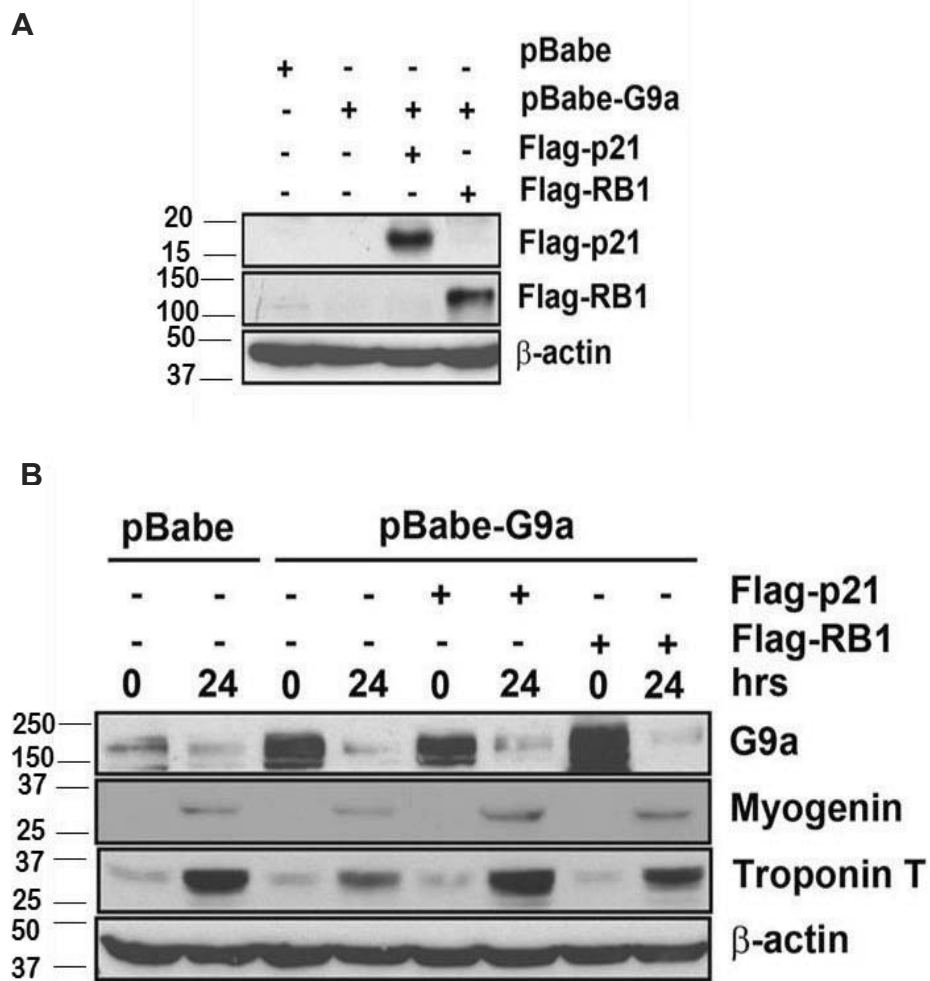 A
+ - - - pBabe
- + + + pBabe-G9a
- - + - Flag-p21
- - - + Flag-RB1
20
15
Flag-p21
150
100
Flag-RB1
50
37
β-actin
B
pBabe pBabe-G9a
- - - - + + - - Flag-p21
- - - - - - + + Flag-RB1
0 24 0 24 0 24 0 24 hrs
250
150
G9a
37
25
Myogenin
37
25
Troponin T
50
37
β-actin